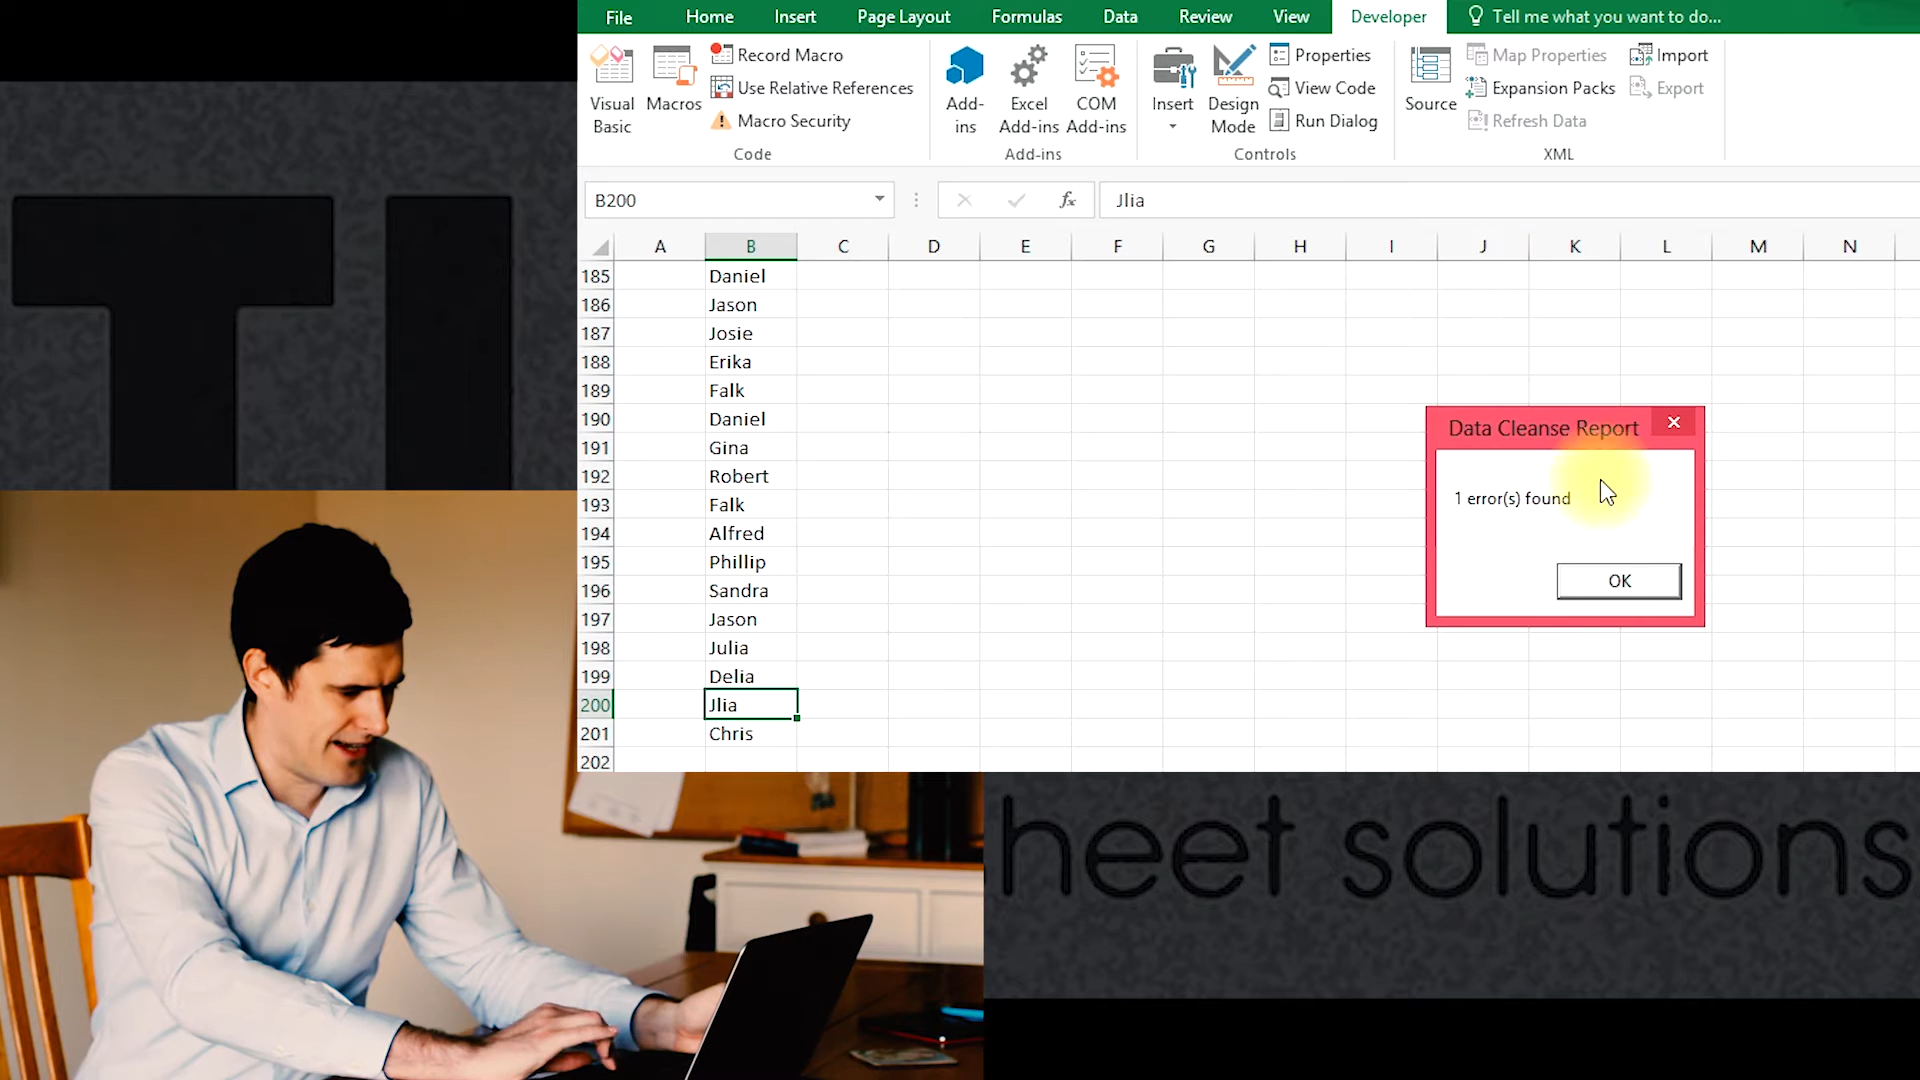 File Home Insert Page Layout Formulas Data Review View Developer Tell me what you want to do...
Visual Basic
Macros
Record Macro
Use Relative References
Macro Security
Code
Add-ins
Excel Add-ins
COM Add-ins
Add-ins
Insert
Design Mode
Properties
View Code
Run Dialog
Controls
Source
Map Properties
Expansion Packs
Refresh Data
Import
Export
XML
B200 fx Jlia
A B C D E F G H I J K L M N
185 Daniel
186 Jason
187 Josie
188 Erika
189 Falk
190 Daniel
191 Gina
192 Robert
193 Falk
194 Alfred
195 Phillip
196 Sandra
197 Jason
198 Julia
199 Delia
200 Jlia
201 Chris
202
Data Cleanse Report
1 error(s) found
OK
heet solutions